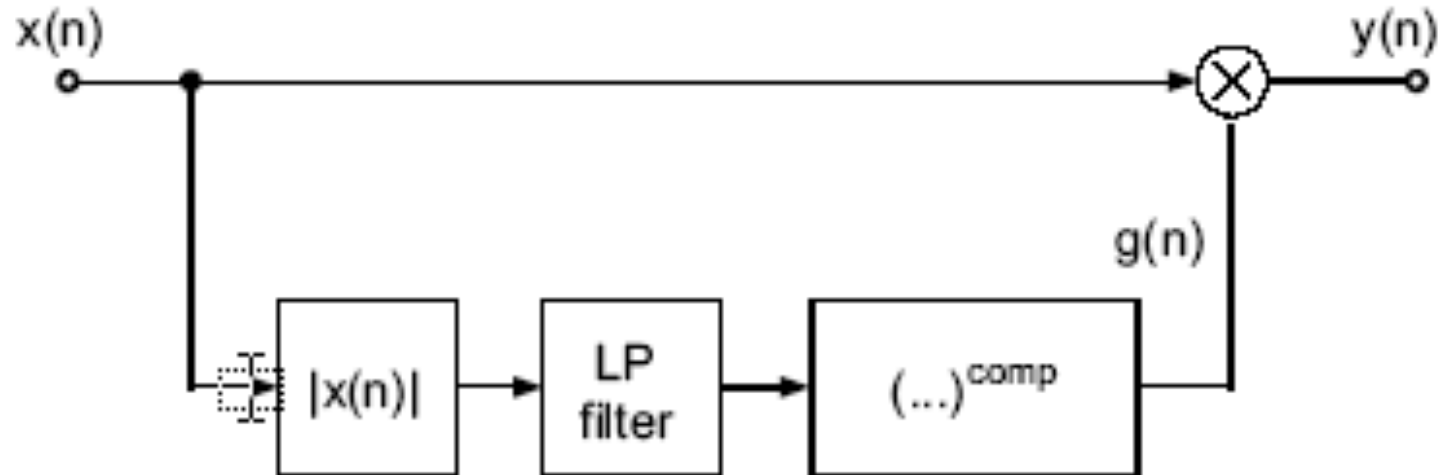 x(n)
y(n)
g(n)
|x(n)|
LP
filter
(...)^comp